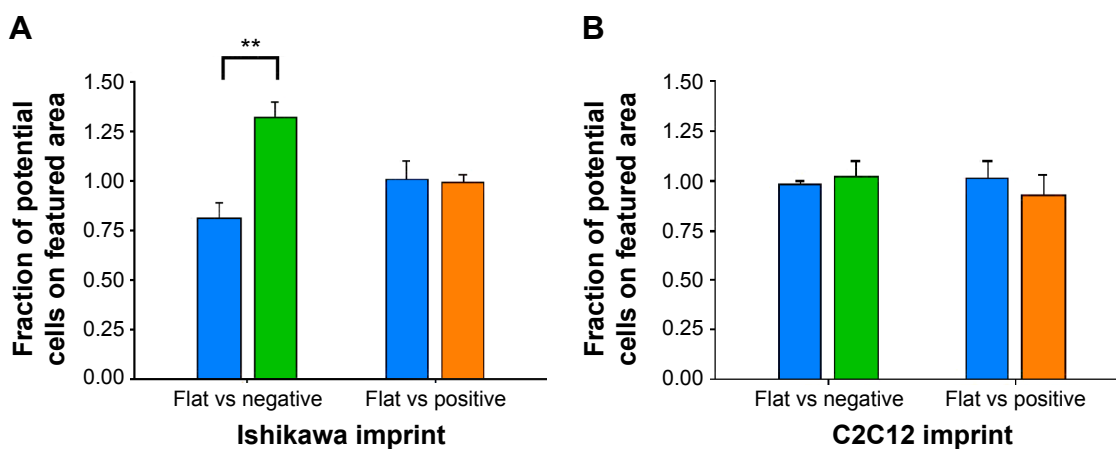 A
**
Fraction of potential
cells on featured area
1.50
1.25
1.00
0.75
0.50
0.25
0.00
Flat vs negative
Flat vs positive
Ishikawa imprint
B
Fraction of potential
cells on featured area
1.50
1.25
1.00
0.75
0.50
0.25
0.00
Flat vs negative
Flat vs positive
C2C12 imprint